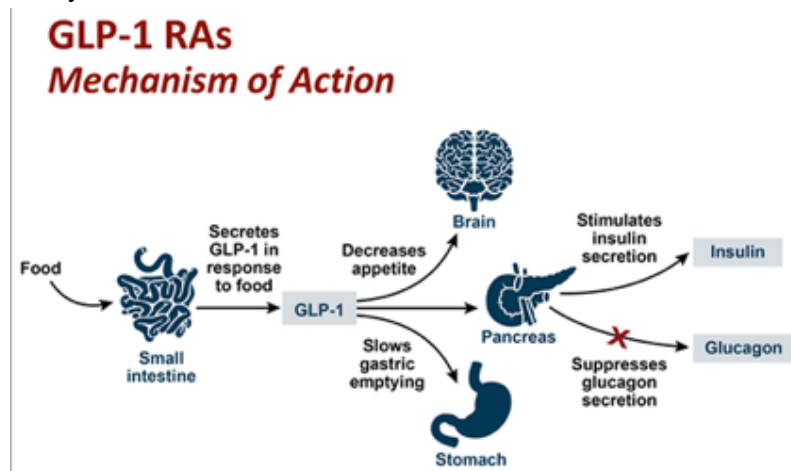 GLP-1 RAs
Mechanism of Action
Food
Small
intestine
Secretes
GLP-1 in
response
to food
GLP-1
Decreases
appetite
Brain
Slows
gastric
emptying
Stomach
Pancreas
Stimulates
insulin
secretion
Insulin
Suppresses
glucagon
secretion
Glucagon